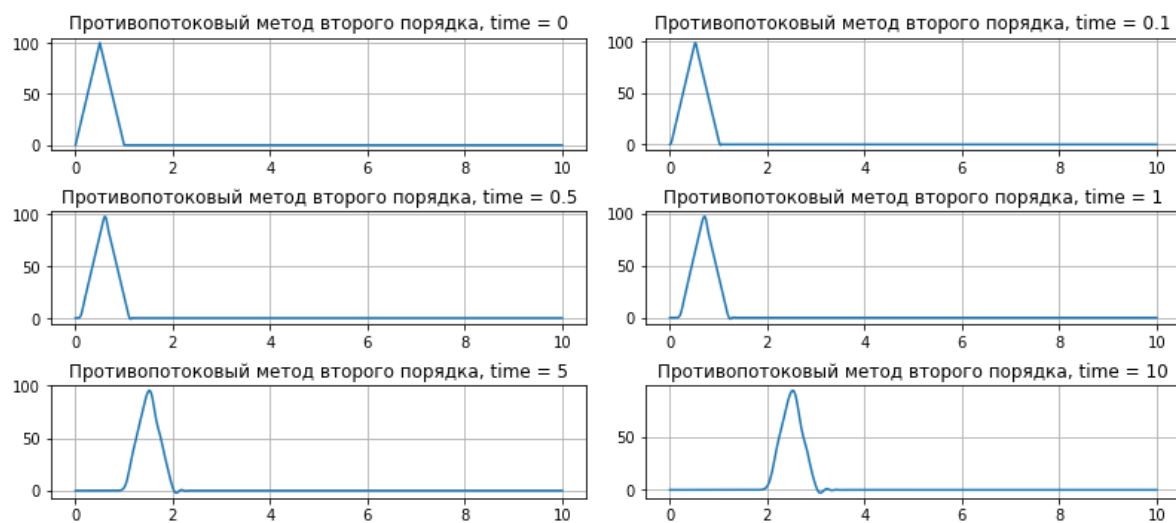 Противопотоковый метод второго порядка, time = 0
100
50
0
0 2 4 6 8 10
Противопотоковый метод второго порядка, time = 0.1
100
50
0
0 2 4 6 8 10
Противопотоковый метод второго порядка, time = 0.5
100
50
0
0 2 4 6 8 10
Противопотоковый метод второго порядка, time = 1
100
50
0
0 2 4 6 8 10
Противопотоковый метод второго порядка, time = 5
100
50
0
0 2 4 6 8 10
Противопотоковый метод второго порядка, time = 10
50
0
0 2 4 6 8 10